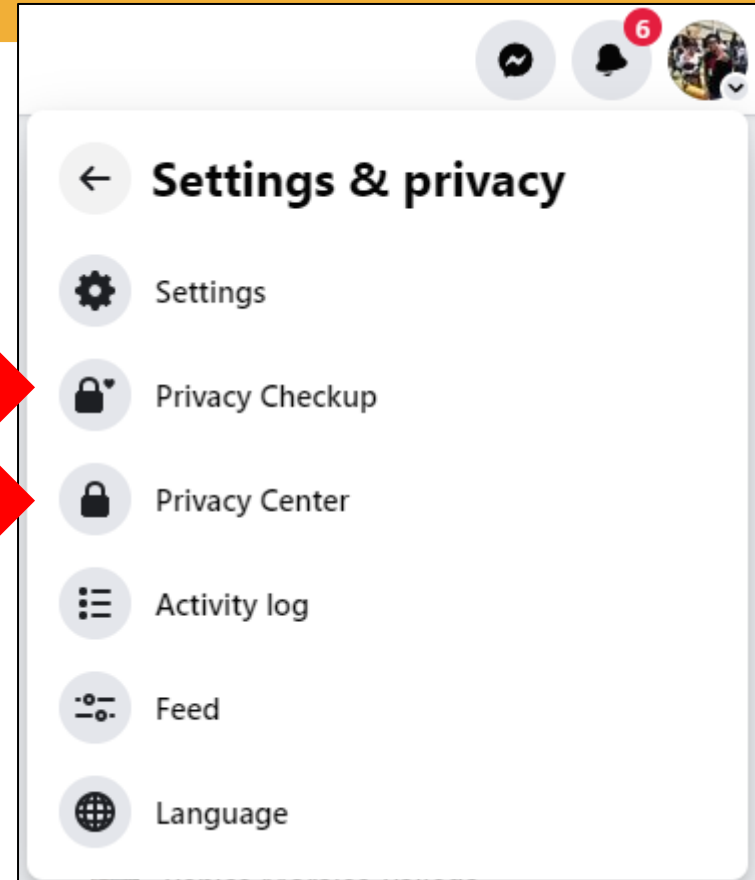 6
Settings & privacy
Settings
Privacy Checkup
Privacy Center
Activity log
Feed
Language